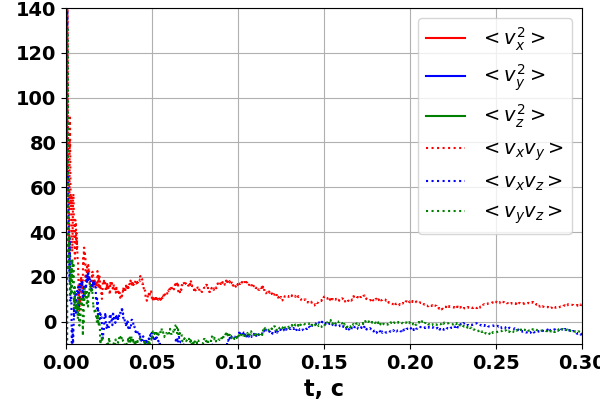 140
120
100
80
60
40
20
0
0.00 0.05 0.10 0.15 0.20 0.25 0.30
t, c
< v_x^2 >
< v_y^2 >
< v_z^2 >
< v_x v_y >
< v_x v_z >
< v_y v_z >